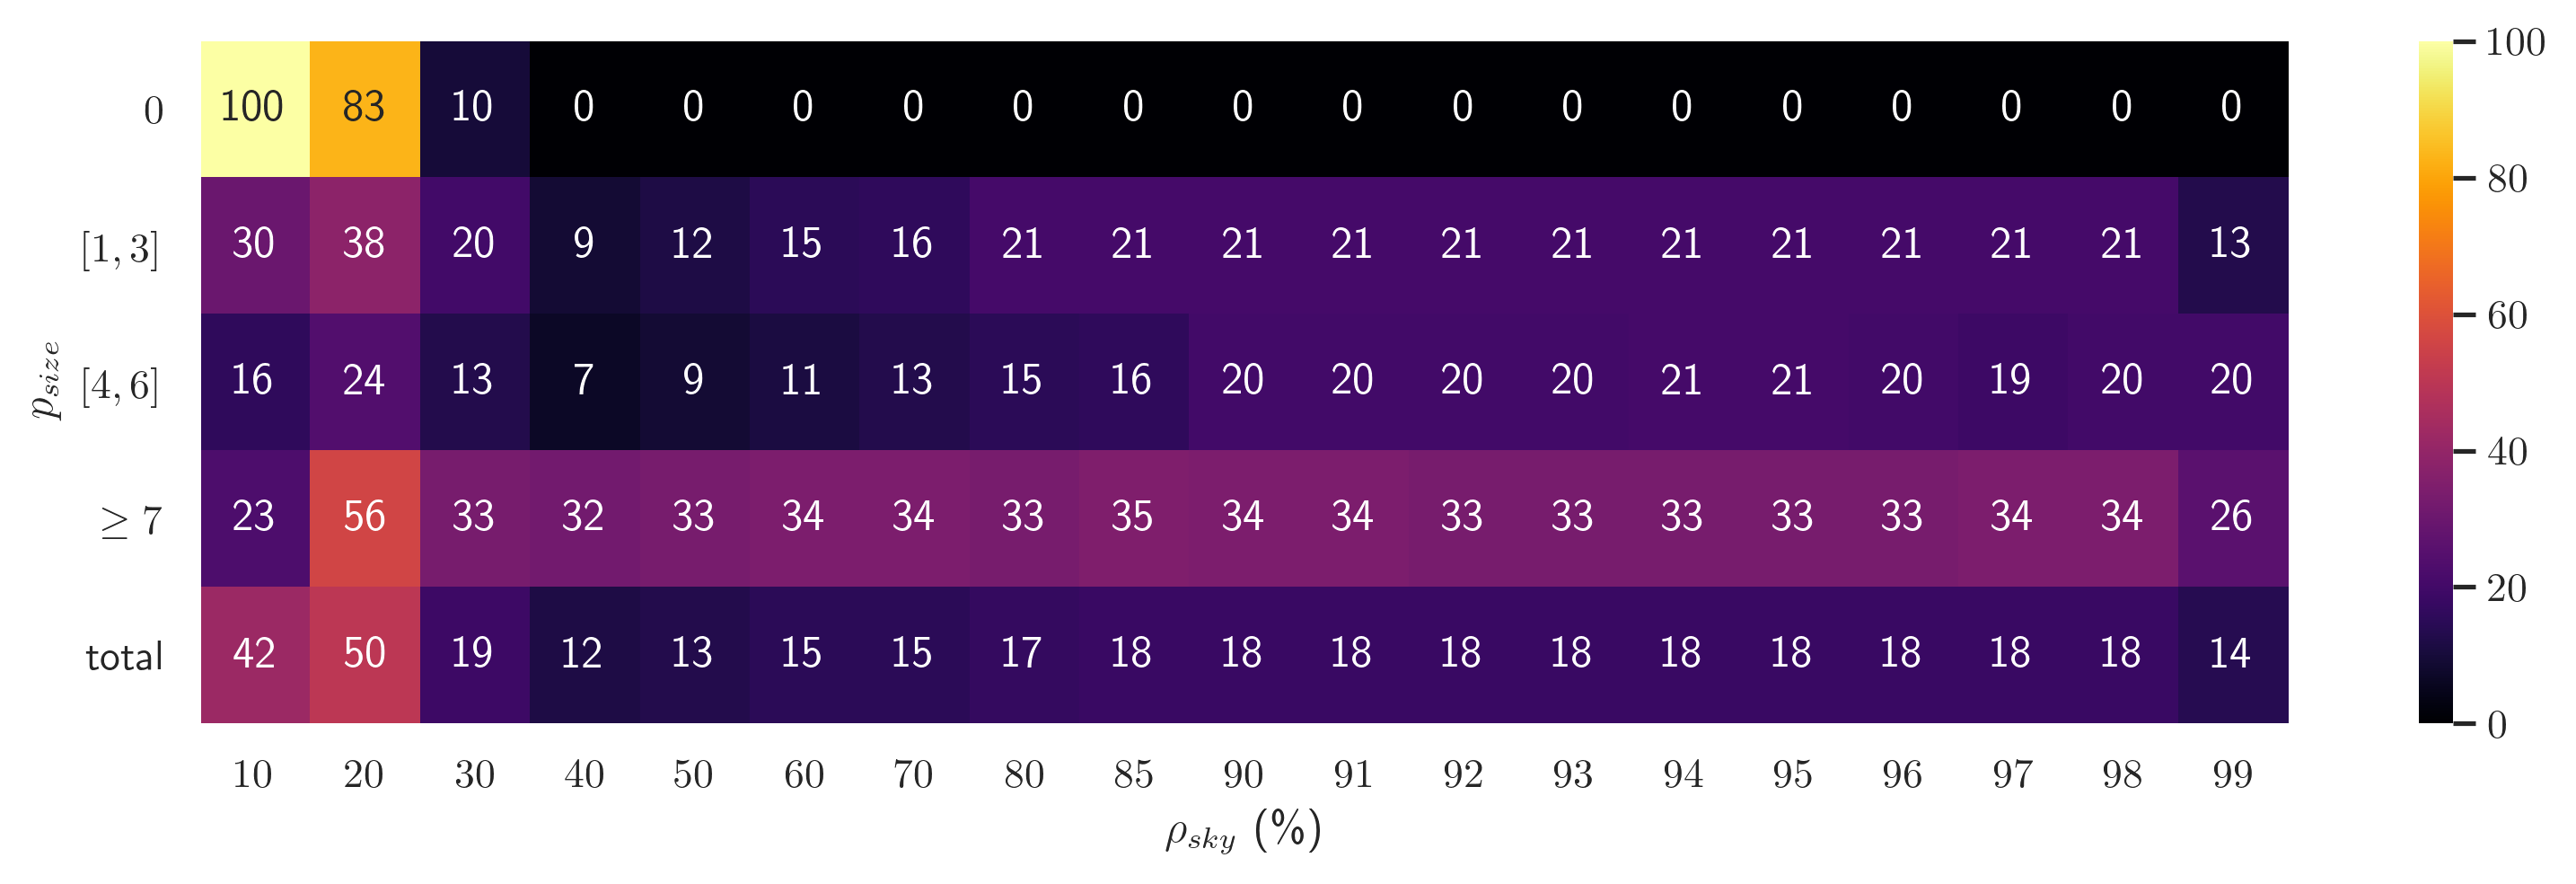 0 100 83 10 0 0 0 0 0 0 0 0 0 0 0 0 0 0 0 0
[1, 3] 30 38 20 9 12 15 16 21 21 21 21 21 21 21 21 21 21 21 13
[4, 6] 16 24 13 7 9 11 13 15 16 20 20 20 20 21 21 20 19 20 20
≥ 7 23 56 33 32 33 34 34 33 35 34 34 33 33 33 33 33 34 34 26
total 42 50 19 12 13 15 15 17 18 18 18 18 18 18 18 18 18 18 14
10 20 30 40 50 60 70 80 85 90 91 92 93 94 95 96 97 98 99
ρsky (%)
psize
100
80
60
40
20
0